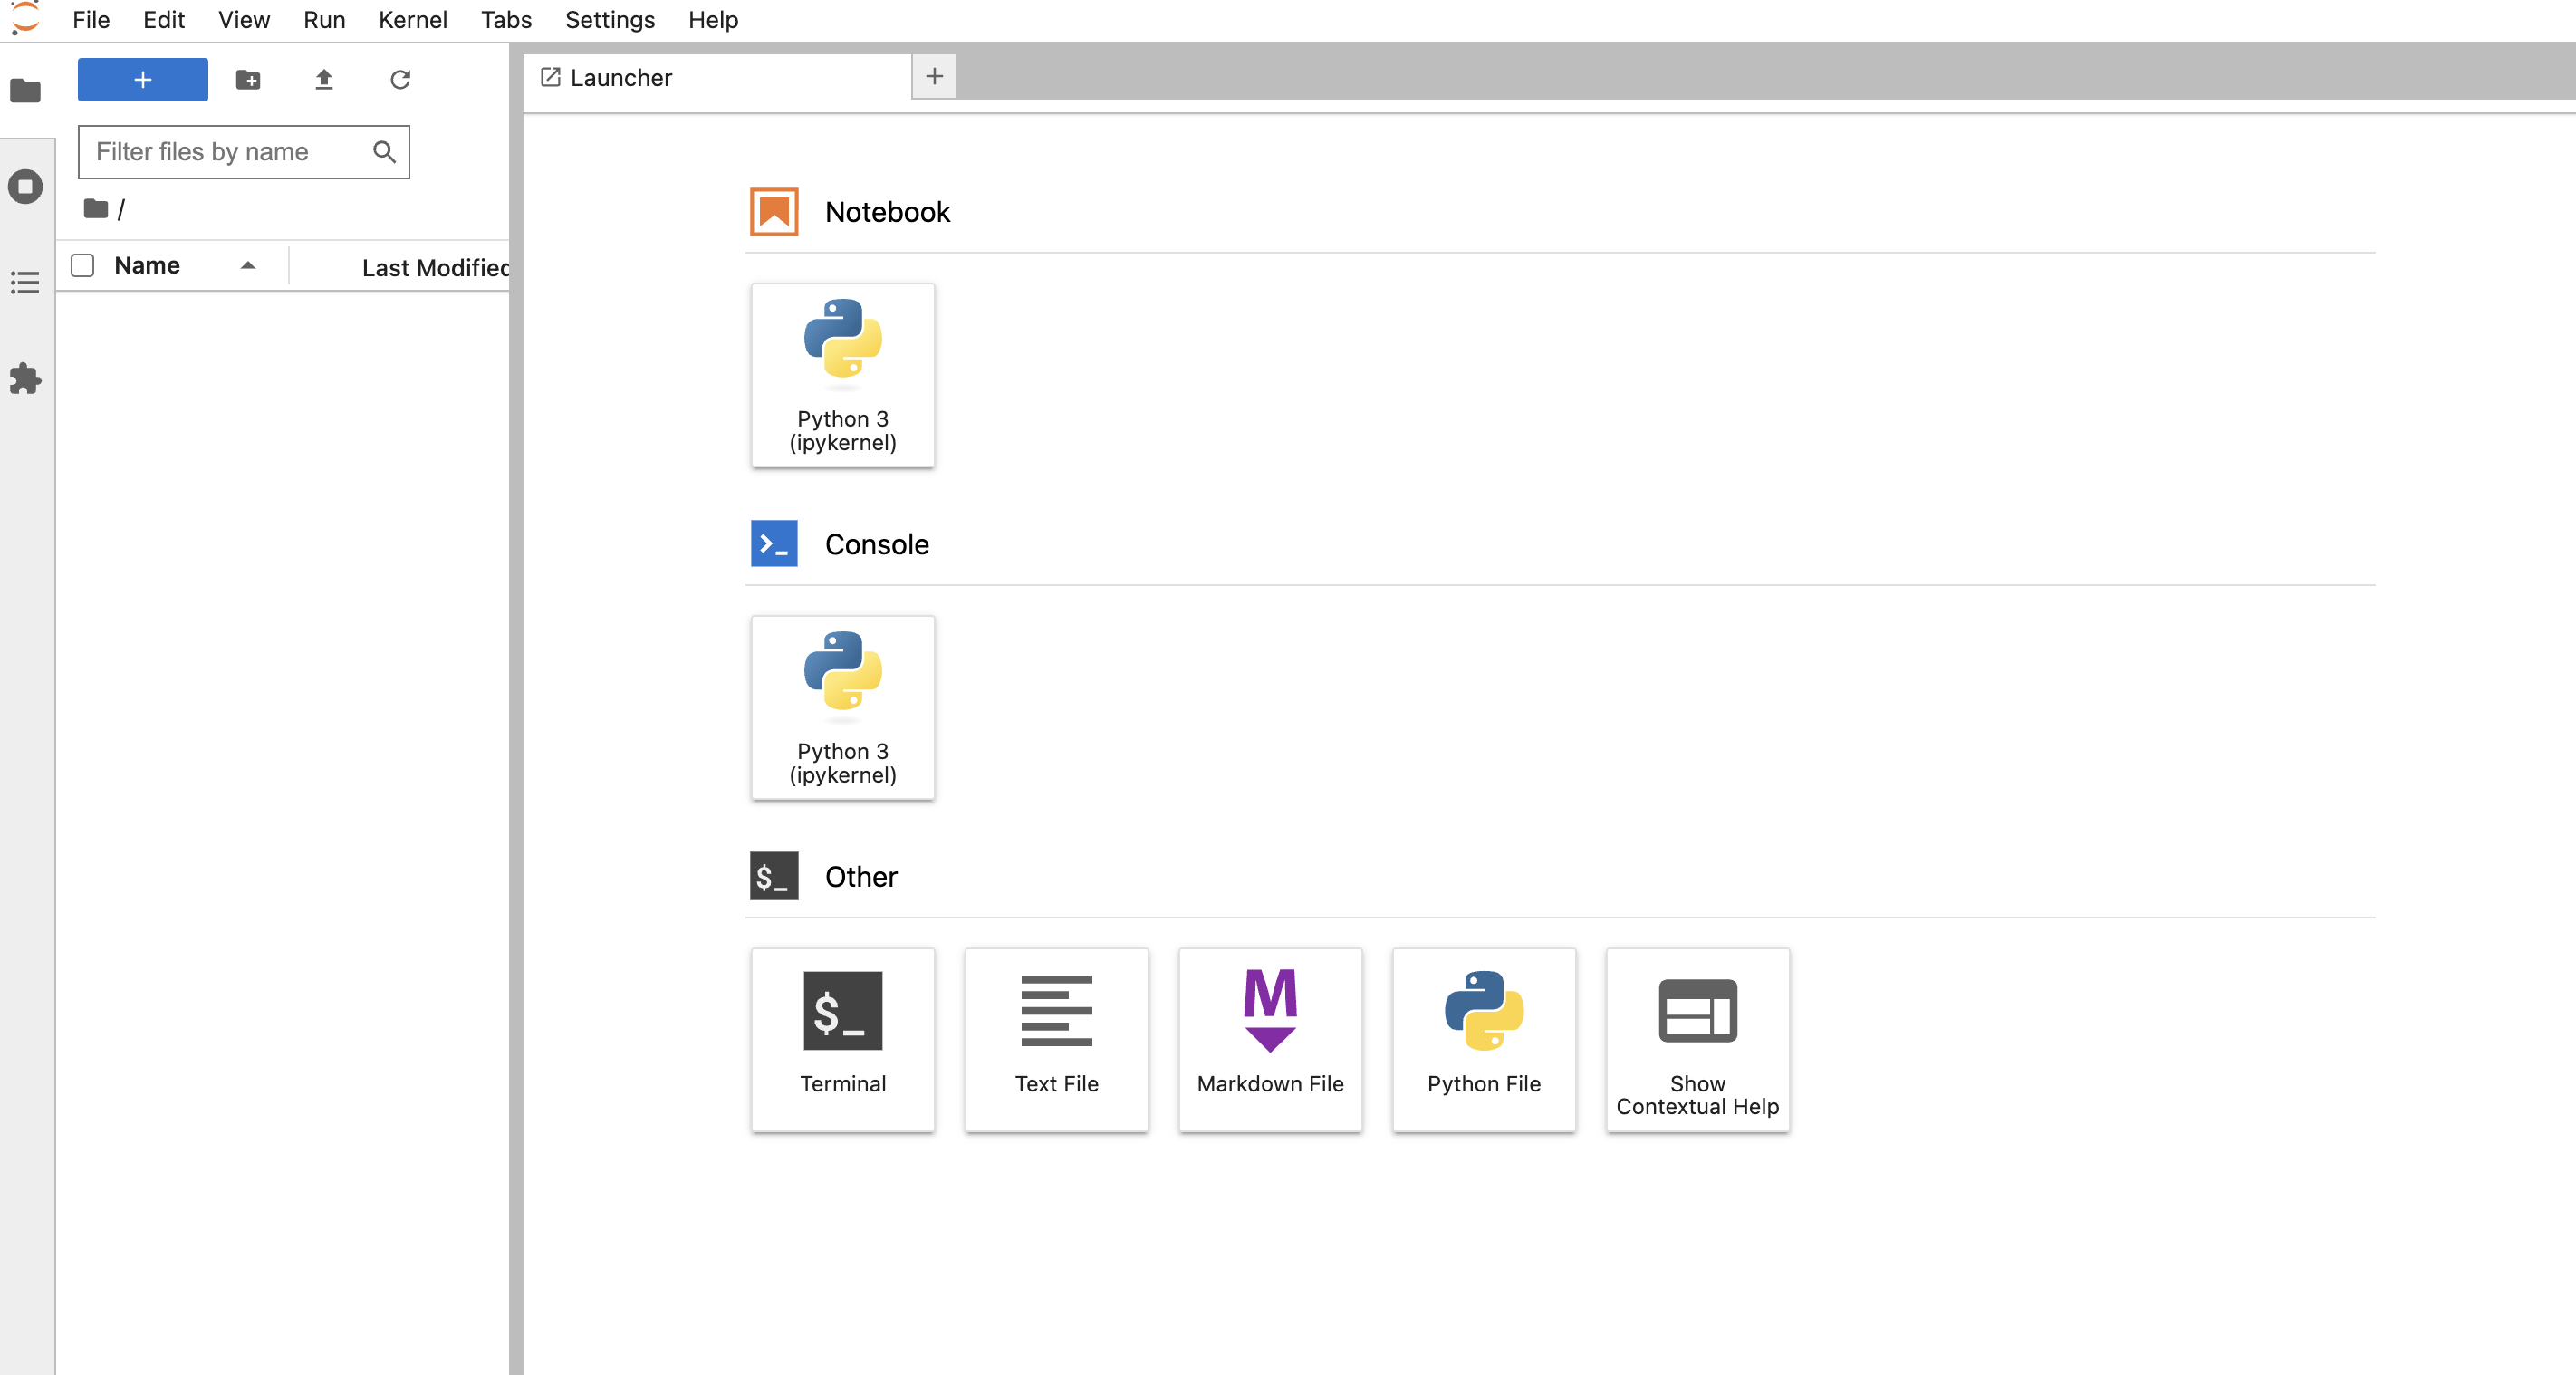 File Edit View Run Kernel Tabs Settings Help
Launcher
Filter files by name
/
Name
Last Modified
Notebook
Python 3
(ipykernel)
Console
Python 3
(ipykernel)
$_ Other
$_
Terminal
Text File
M
Markdown File
Python File
Show
Contextual Help